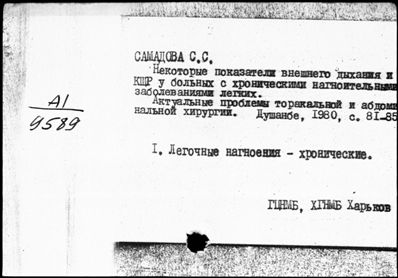 САМАДОВА С.С.
Некоторые показатели внешнего дыхания и
КЩР у больных с хроническими нагноительными
заболеваниями легких.
Актуальные проблемы торакальной и абдоми
нальной хирургии. Душанбе, 1980, с. 81-85
А1
9589
I. Легочные нагноения - хронические.
ГЦНМБ, ХГНМБ Харьков